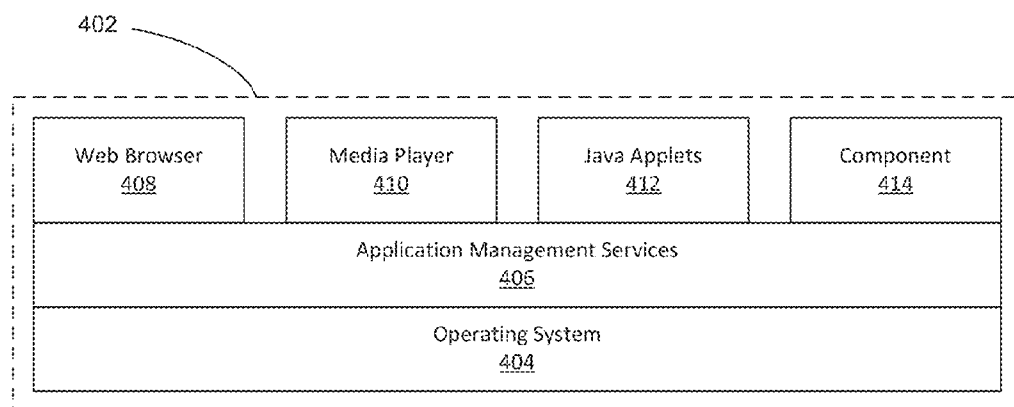 402
Web Browser
408
Media Player
410
Java Applets
412
Component
414
Application Management Services
406
Operating System
404